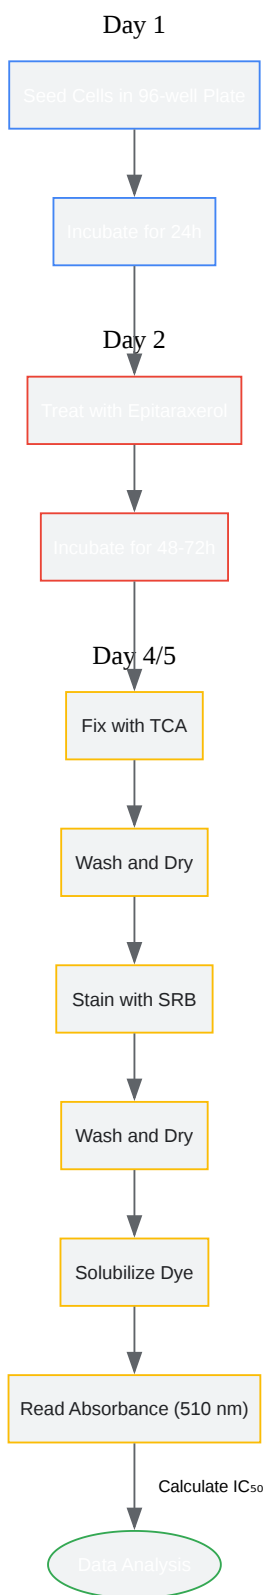 Day 1
Seed Cells in 96-well Plate
Incubate for 24h
Day 2
Treat with Epitaraxerol
Incubate for 48-72h
Day 4/5
Fix with TCA
Wash and Dry
Stain with SRB
Wash and Dry
Solubilize Dye
Read Absorbance (510 nm)
Calculate IC₅₀
Data Analysis